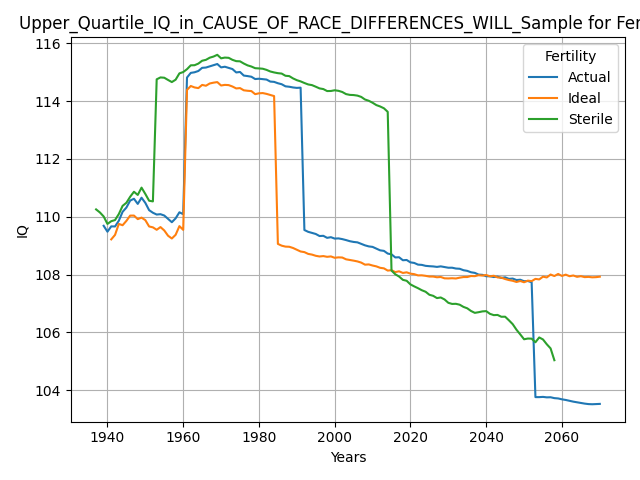 Upper_Quartile_IQ_in_CAUSE_OF_RACE_DIFFERENCES_WILL_Sample for Fer
116
114
112
110
108
106
104
IQ
Fertility
Actual
Ideal
Sterile
1940 1960 1980 2000 2020 2040 2060
Years